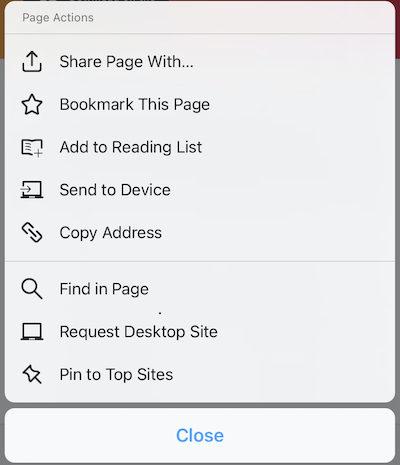 Page Actions
Share Page With...
Bookmark This Page
Add to Reading List
Send to Device
Copy Address
Find in Page
Request Desktop Site
Pin to Top Sites
Close